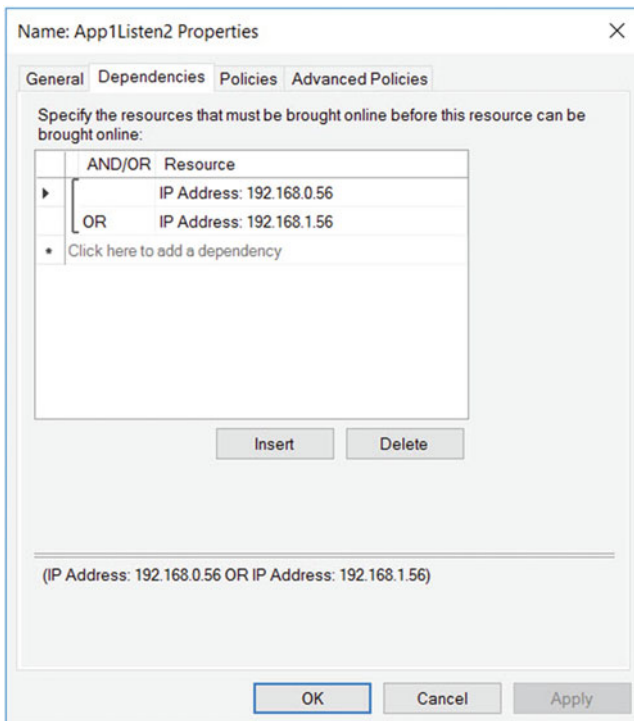 Name: App1Listen2 Properties
General Dependencies Policies Advanced Policies
Specify the resources that must be brought online before this resource can be
brought online:
AND/OR Resource
IP Address: 192.168.0.56
OR IP Address: 192.168.1.56
* Click here to add a dependency
Insert Delete
(IP Address: 192.168.0.56 OR IP Address: 192.168.1.56)
OK Cancel Apply